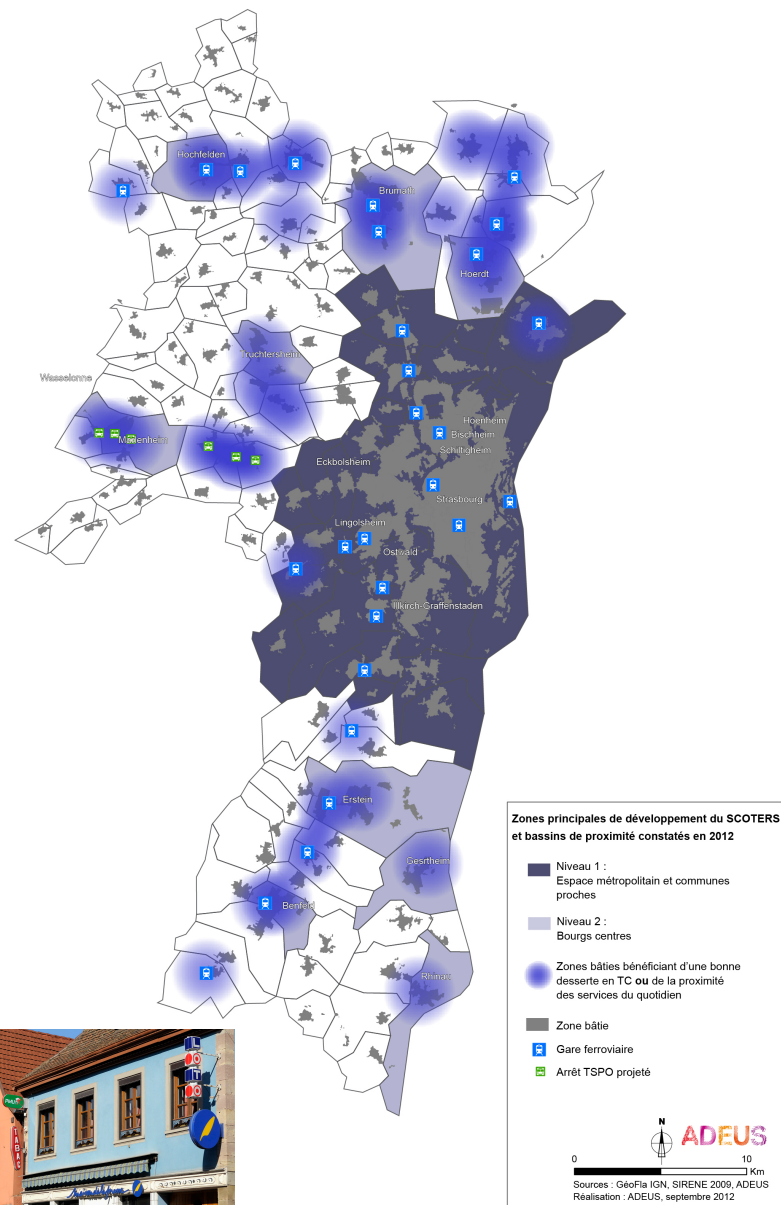 Hochfelden
Brumath
Hoerdt
Truchtersheim
Wasselonne
Marlenheim
Hoenheim
Bischheim
Schiltigheim
Eckbolsheim
Strasbourg
Lingolsheim
Ostwald
Illkirch-Graffenstaden
Erstein
Gesrtheim
Benfeld
Rhinau
Zones principales de développement du SCOTERS
et bassins de proximité constatés en 2012
Niveau 1 :
Espace métropolitain et communes
proches
Niveau 2 :
Bourgs centres
Zones bâties bénéficiant d'une bonne
desserte en TC ou de la proximité
des services du quotidien
Zone bâtie
Gare ferroviaire
Arrêt TSPO projeté
N
ADEUS
0 10
Km
Sources : GéoFla IGN, SIRENE 2009, ADEUS
Réalisation : ADEUS, septembre 2012
LOTO
TABAC